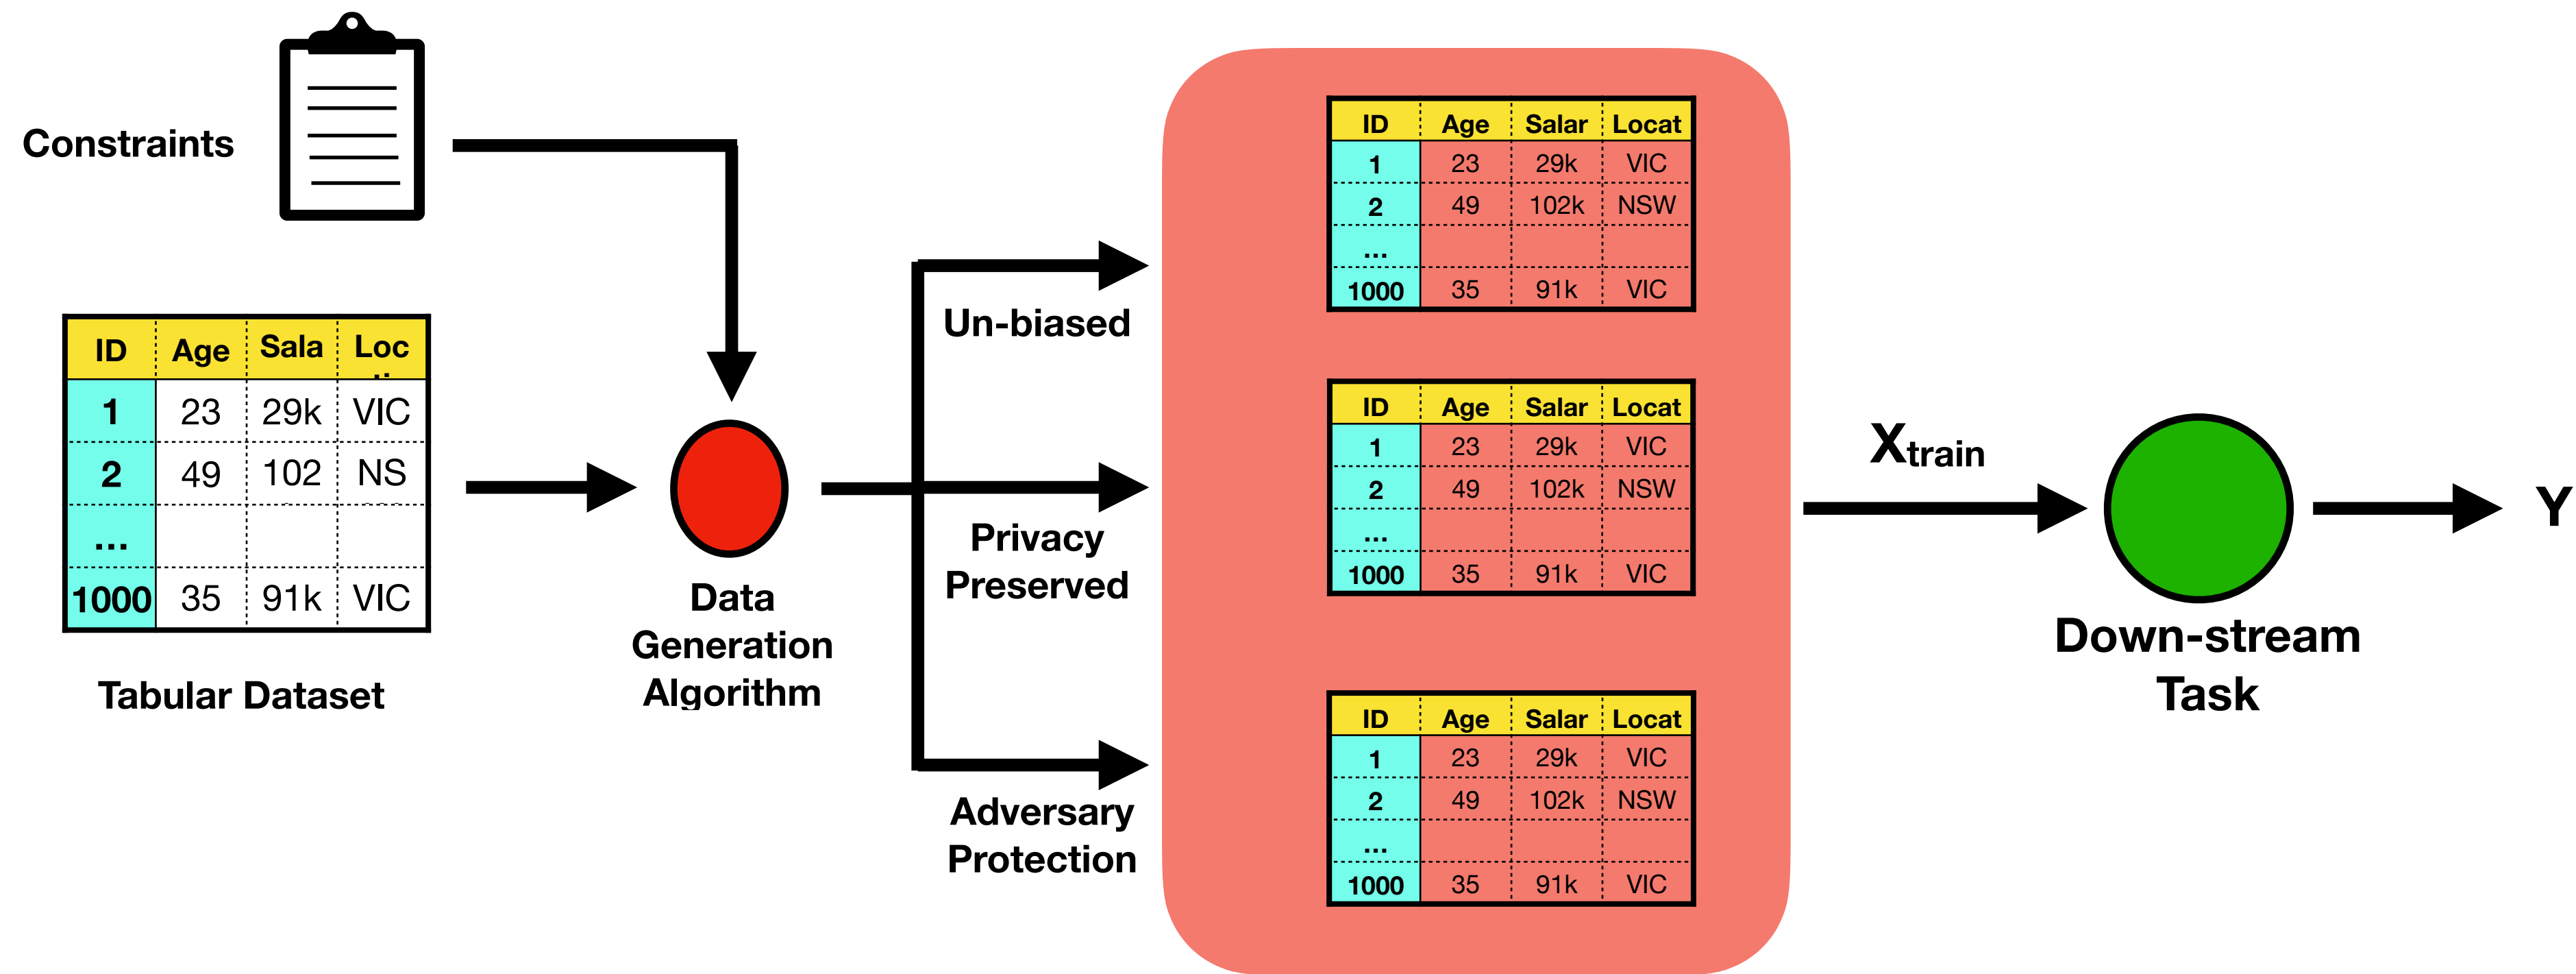 Constraints
ID Age Sala Loc
1 23 29k VIC
2 49 102 NS
...
1000 35 91k VIC
Tabular Dataset
Data
Generation
Algorithm
Un-biased
Privacy
Preserved
Adversary
Protection
ID Age Salar Locat
1 23 29k VIC
2 49 102k NSW
...
1000 35 91k VIC
ID Age Salar Locat
1 23 29k VIC
2 49 102k NSW
...
1000 35 91k VIC
ID Age Salar Locat
1 23 29k VIC
2 49 102k NSW
...
1000 35 91k VIC
Xtrain
Down-stream
Task
Y